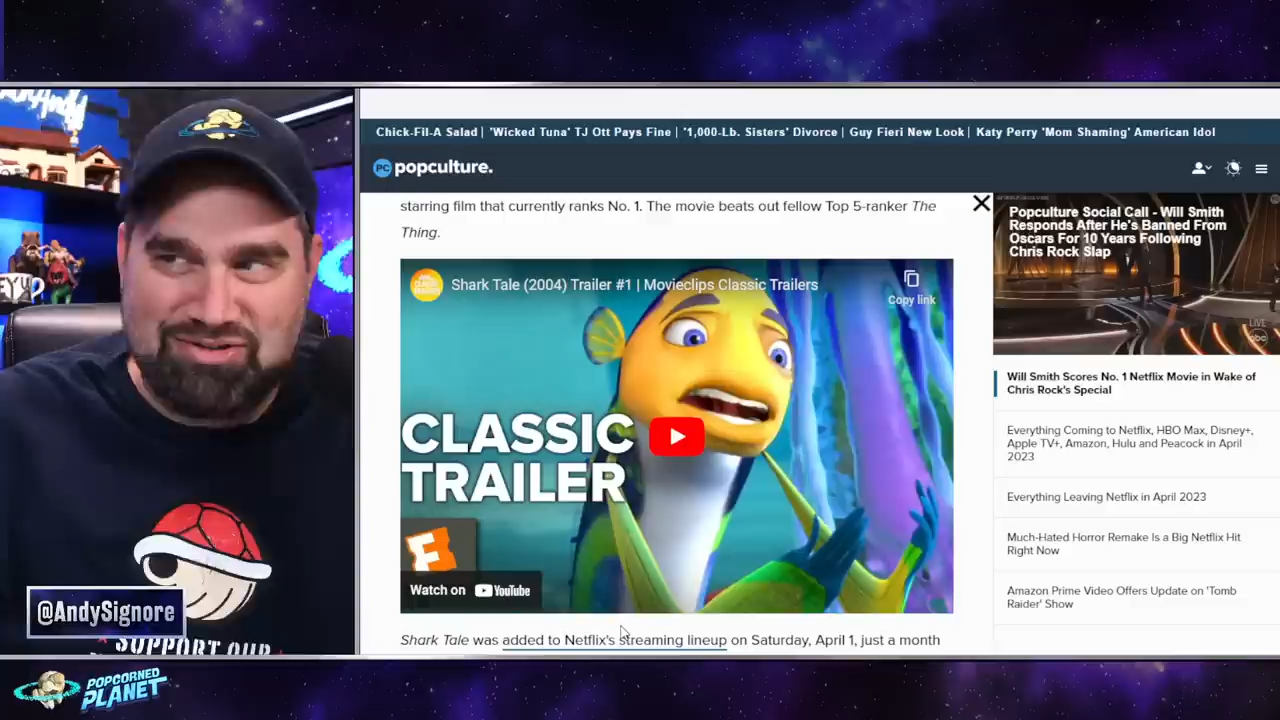 Chick-Fil-A Salad | 'Wicked Tuna' TJ Ott Pays Fine | '1,000-Lb. Sisters' Divorce | Guy Fieri New Look | Katy Perry 'Mom Shaming' American Idol
PC popculture.
starring film that currently ranks No. 1. The movie beats out fellow Top 5-ranker The
Thing.
Shark Tale (2004) Trailer #1 | Movieclips Classic Trailers
Copy link
CLASSIC
TRAILER
Watch on YouTube
Shark Tale was added to Netflix's streaming lineup on Saturday, April 1, just a month
Popculture Social Call - Will Smith
Responds After He's Banned From
Oscars For 10 Years Following
Chris Rock Slap
LIVE
abc
Will Smith Scores No. 1 Netflix Movie in Wake of
Chris Rock's Special
Everything Coming to Netflix, HBO Max, Disney+,
Apple TV+, Amazon, Hulu and Peacock in April
2023
Everything Leaving Netflix in April 2023
Much-Hated Horror Remake Is a Big Netflix Hit
Right Now
Amazon Prime Video Offers Update on 'Tomb
Raider' Show
@AndySignore
SUPPORT OUR
POPCORNED
PLANET